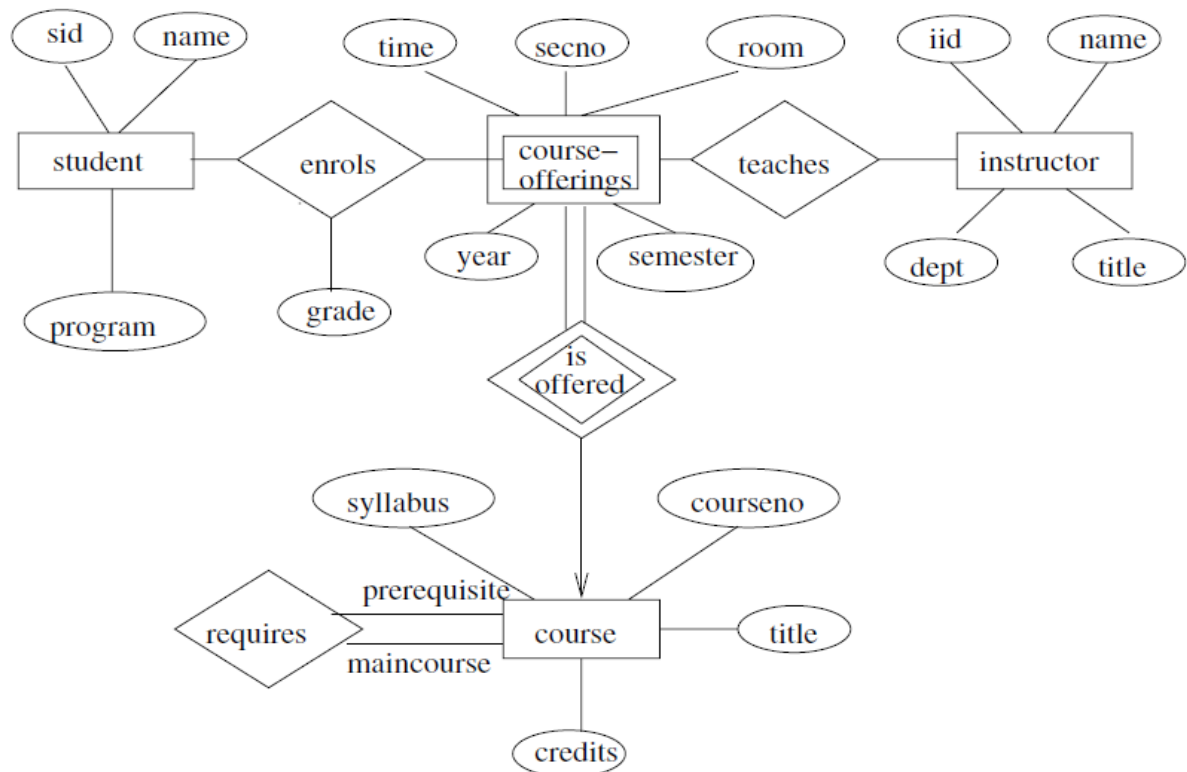 sid
name
time
secno
room
iid
name
student
enrols
course–
offerings
teaches
instructor
year
semester
dept
title
program
grade
is
offered
syllabus
courseno
prerequisite
requires
course
title
maincourse
credits